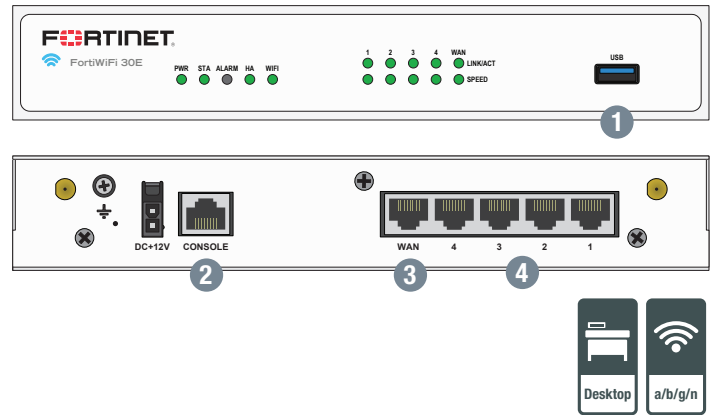 FORTINET
FortiWiFi 30E
PWR STA ALARM HA WIFI
1 2 3 4 WAN
LINK/ACT
SPEED
USB
1
DC+12V CONSOLE
WAN 4 3 2 1
2 3 4
Desktop a/b/g/n